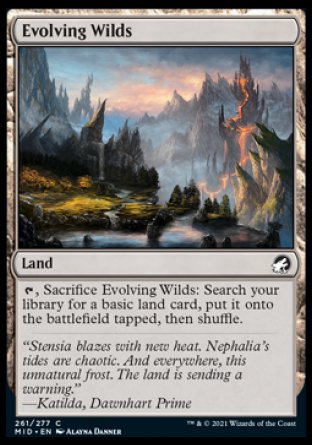 Evolving Wilds
Land
, Sacrifice Evolving Wilds: Search your
library for a basic land card, put it onto
the battlefield tapped, then shuffle.
“Stensia blazes with new heat. Nephalia’s
tides are chaotic. And everywhere, this
unnatural frost. The land is sending a
warning.”
—Katilda, Dawnhart Prime
261/277 C
MID • EN Alayna Danner
™ & © 2021 Wizards of the Coast